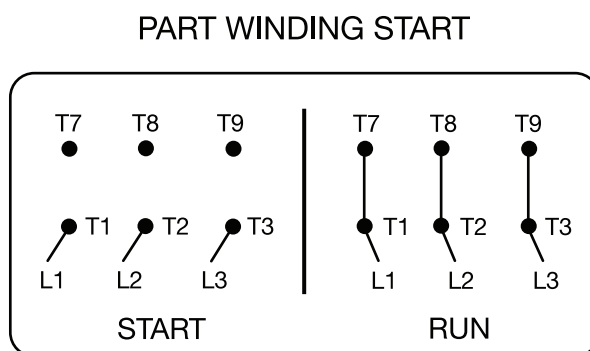 PART WINDING START
T7 T8 T9 T7 T8 T9
T1 T2 T3 T1 T2 T3
L1 L2 L3 L1 L2 L3
START RUN